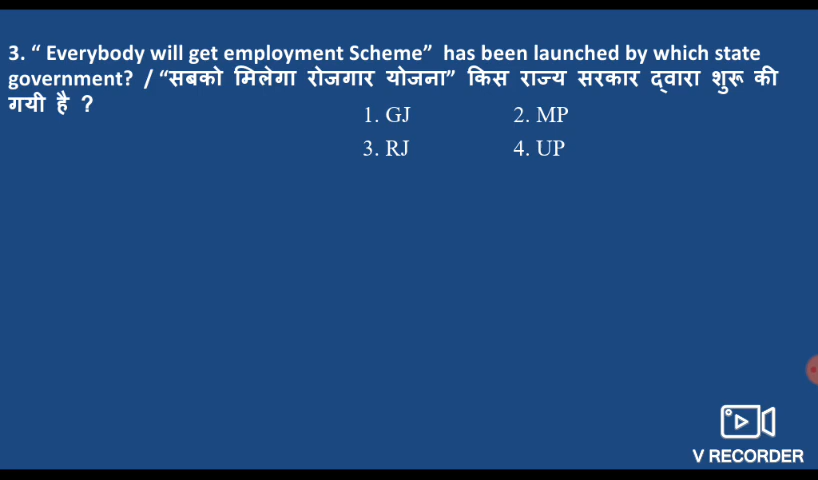 3. “ Everybody will get employment Scheme” has been launched by which state
government? / “सबको मिलेगा रोजगार योजना” किस राज्य सरकार द्वारा शुरू की
गयी है ?
1. GJ 2. MP
3. RJ 4. UP
V RECORDER